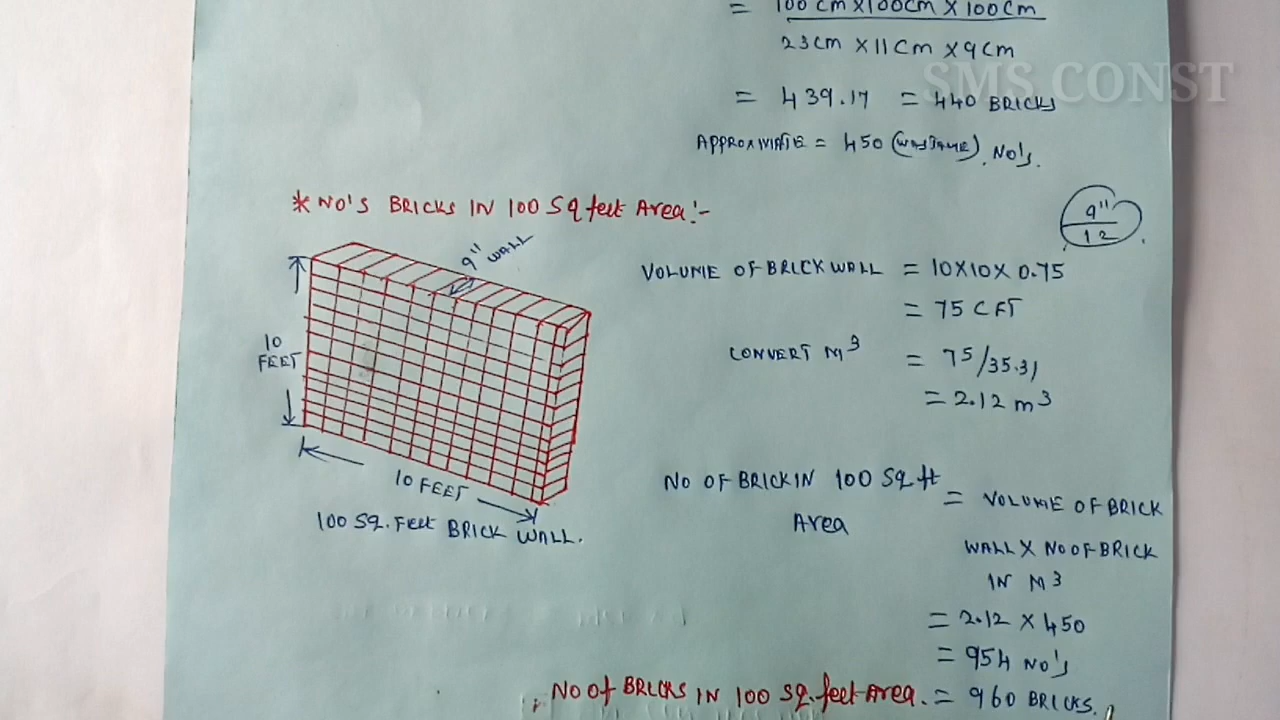 = 100 cm x 100 cm x 100 cm
23 cm x 11 cm x 9 cm
SMS CONST
= 439.17 = 440 BRICKS
APPROXIMATE = 450 (WASTAGE) No's.
* NO'S BRICKS IN 100 SQ feet Area:-
9"
12
9" WALL
10 FEET
10 FEET
100 SQ. Feet BRICK WALL.
VOLUME OF BRICK WALL = 10 x 10 x 0.75
= 75 CFT
CONVERT M³ = 75/35.31
= 2.12 m³
NO OF BRICK IN 100 SQ ft Area = VOLUME OF BRICK
WALL X NO OF BRICK
IN M³
= 2.12 x 450
= 954 NO's
NO of BRICKS IN 100 SQ. feet Area. = 960 BRICKS.